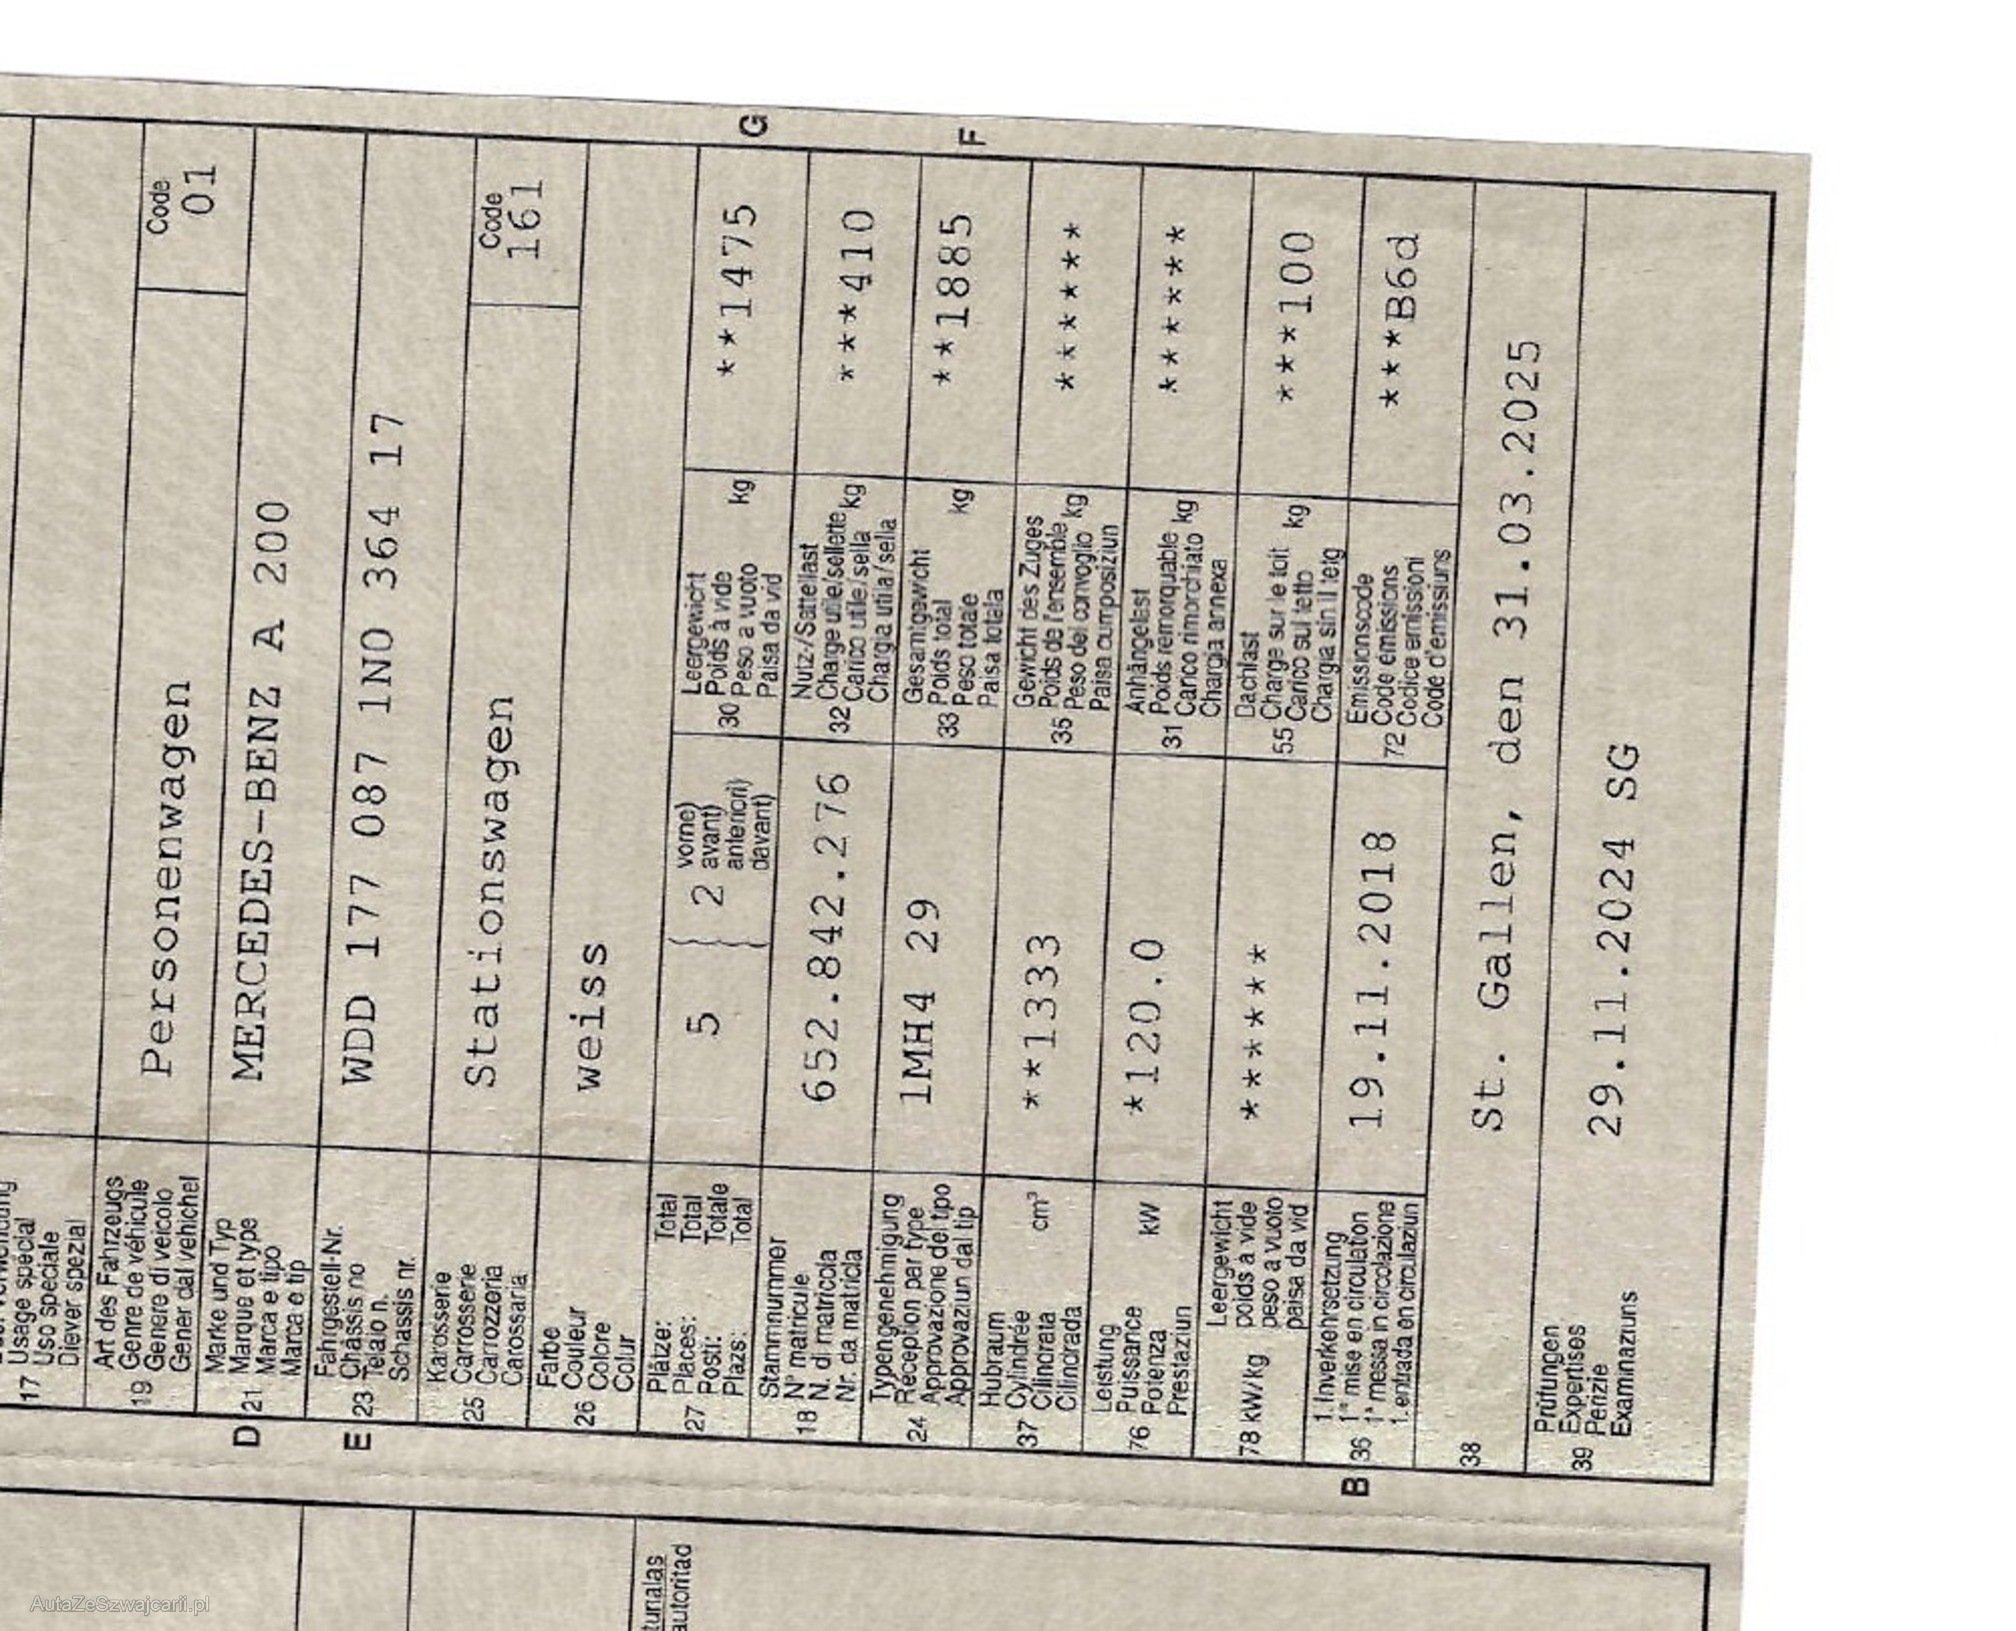 17 Usage spécial
Uso speciale
Diever spezial
Art des Fahrzeugs
19 Genre de véhicule
Genere di veicolo
Gener dal vehichel
Personenwagen
Code
01
Marke und Typ
D 21 Marque et type
Marca e tipo
Marca e tip
MERCEDES-BENZ A 200
Fahrgestell-Nr.
E 23 Châssis no
Telaio n.
Schassis nr.
WDD 177 087 1N0 364 17
Karosserie
25 Carrosserie
Carrozzeria
Carossaria
Stationswagen
Code
161
Farbe
26 Couleur
Colore
Colur
weiss
Plätze: Total
27 Places: Total
Posti: Totale
Plazs: Total
5 { 2
vorne)
avant)
anteriori)
davant)
Leergewicht
30 Poids à vide
Peso a vuoto kg
Paisa da vid
**1475
G
Stammnummer
18 N° matricule
N. di matricola
Nr. da matricla
652.842.276
Nutz-/Sattellast
32 Charge utile/sellette kg
Carico utile/sella
Chargia utila/sella
***410
Typengenehmigung
24 Réception par type
Approvazione del tipo
Approvaziun dal tip
1MH4 29
Gesamtgewicht
33 Poids total kg
Peso totale
Paisa totala
**1885
F
Hubraum
37 Cylindrée cm³
Cilindrata
Cilindrada
**1333
Gewicht des Zuges
35 Poids de l'ensemble kg
Peso del convoglio
Paisa cumposiziun
******
Leistung
76 Puissance kW
Potenza
Prestaziun
*120.0
Anhängelast
31 Poids remorquable kg
Carico rimorchiato
Chargia annexa
******
78 kW/kg
Leergewicht
poids à vide
peso a vuoto
paisa da vid
******
Dachlast
55 Charge sur le toit kg
Carico sul tetto
Chargia sin il tetg
***100
1. Inverkehrsetzung
B 36 1re mise en circulation
1a messa in circolazione
1. entrada en circulaziun
19.11.2018
Emissionscode
72 Code émissions
Codice emissioni
Code d'emissiuns
***B6d
38
St. Gallen, den 31.03.2025
Prüfungen
39 Expertises
Perizie
Examinaziuns
29.11.2024 SG
autoritad
AutaZeSzwajcarii.pl